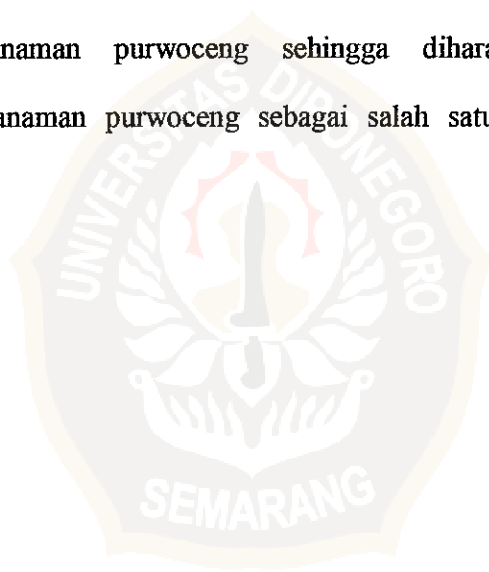 naman purwoceng sehingga dihara
anaman purwoceng sebagai salah satu
UNIVERSITAS DIPONEGORO
SEMARANG